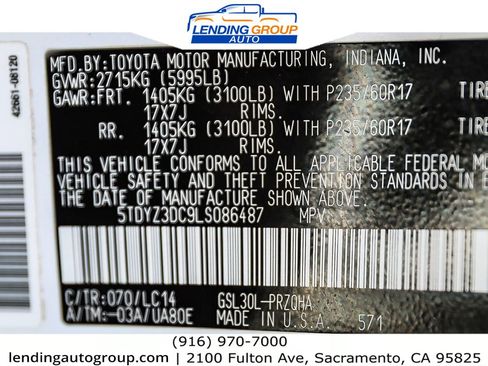 LENDING GROUP
AUTO
42661-08120
MFD.BY: TOYOTA MOTOR MANUFACTURING, INDIANA, INC.
GVWR: 2715KG (5995LB)
GAWR: FRT. 1405KG (3100LB) WITH P235/60R17 TIRE
17X7J RIMS.
RR. 1405KG (3100LB) WITH P235/60R17 TIRE
17X7J RIMS.
THIS VEHICLE CONFORMS TO ALL APPLICABLE FEDERAL MO
VEHICLE SAFETY AND THEFT PREVENTION STANDARDS IN E
THE DATE OF MANUFACTURE SHOWN ABOVE.
5TDYZ3DC9LS086487 MPV
C/TR: 070/LC14 GSL30L-PRZQHA
A/TM: -03A/UA80E MADE IN U.S.A. 571
(916) 970-7000
lendingautogroup.com | 2100 Fulton Ave, Sacramento, CA 95825